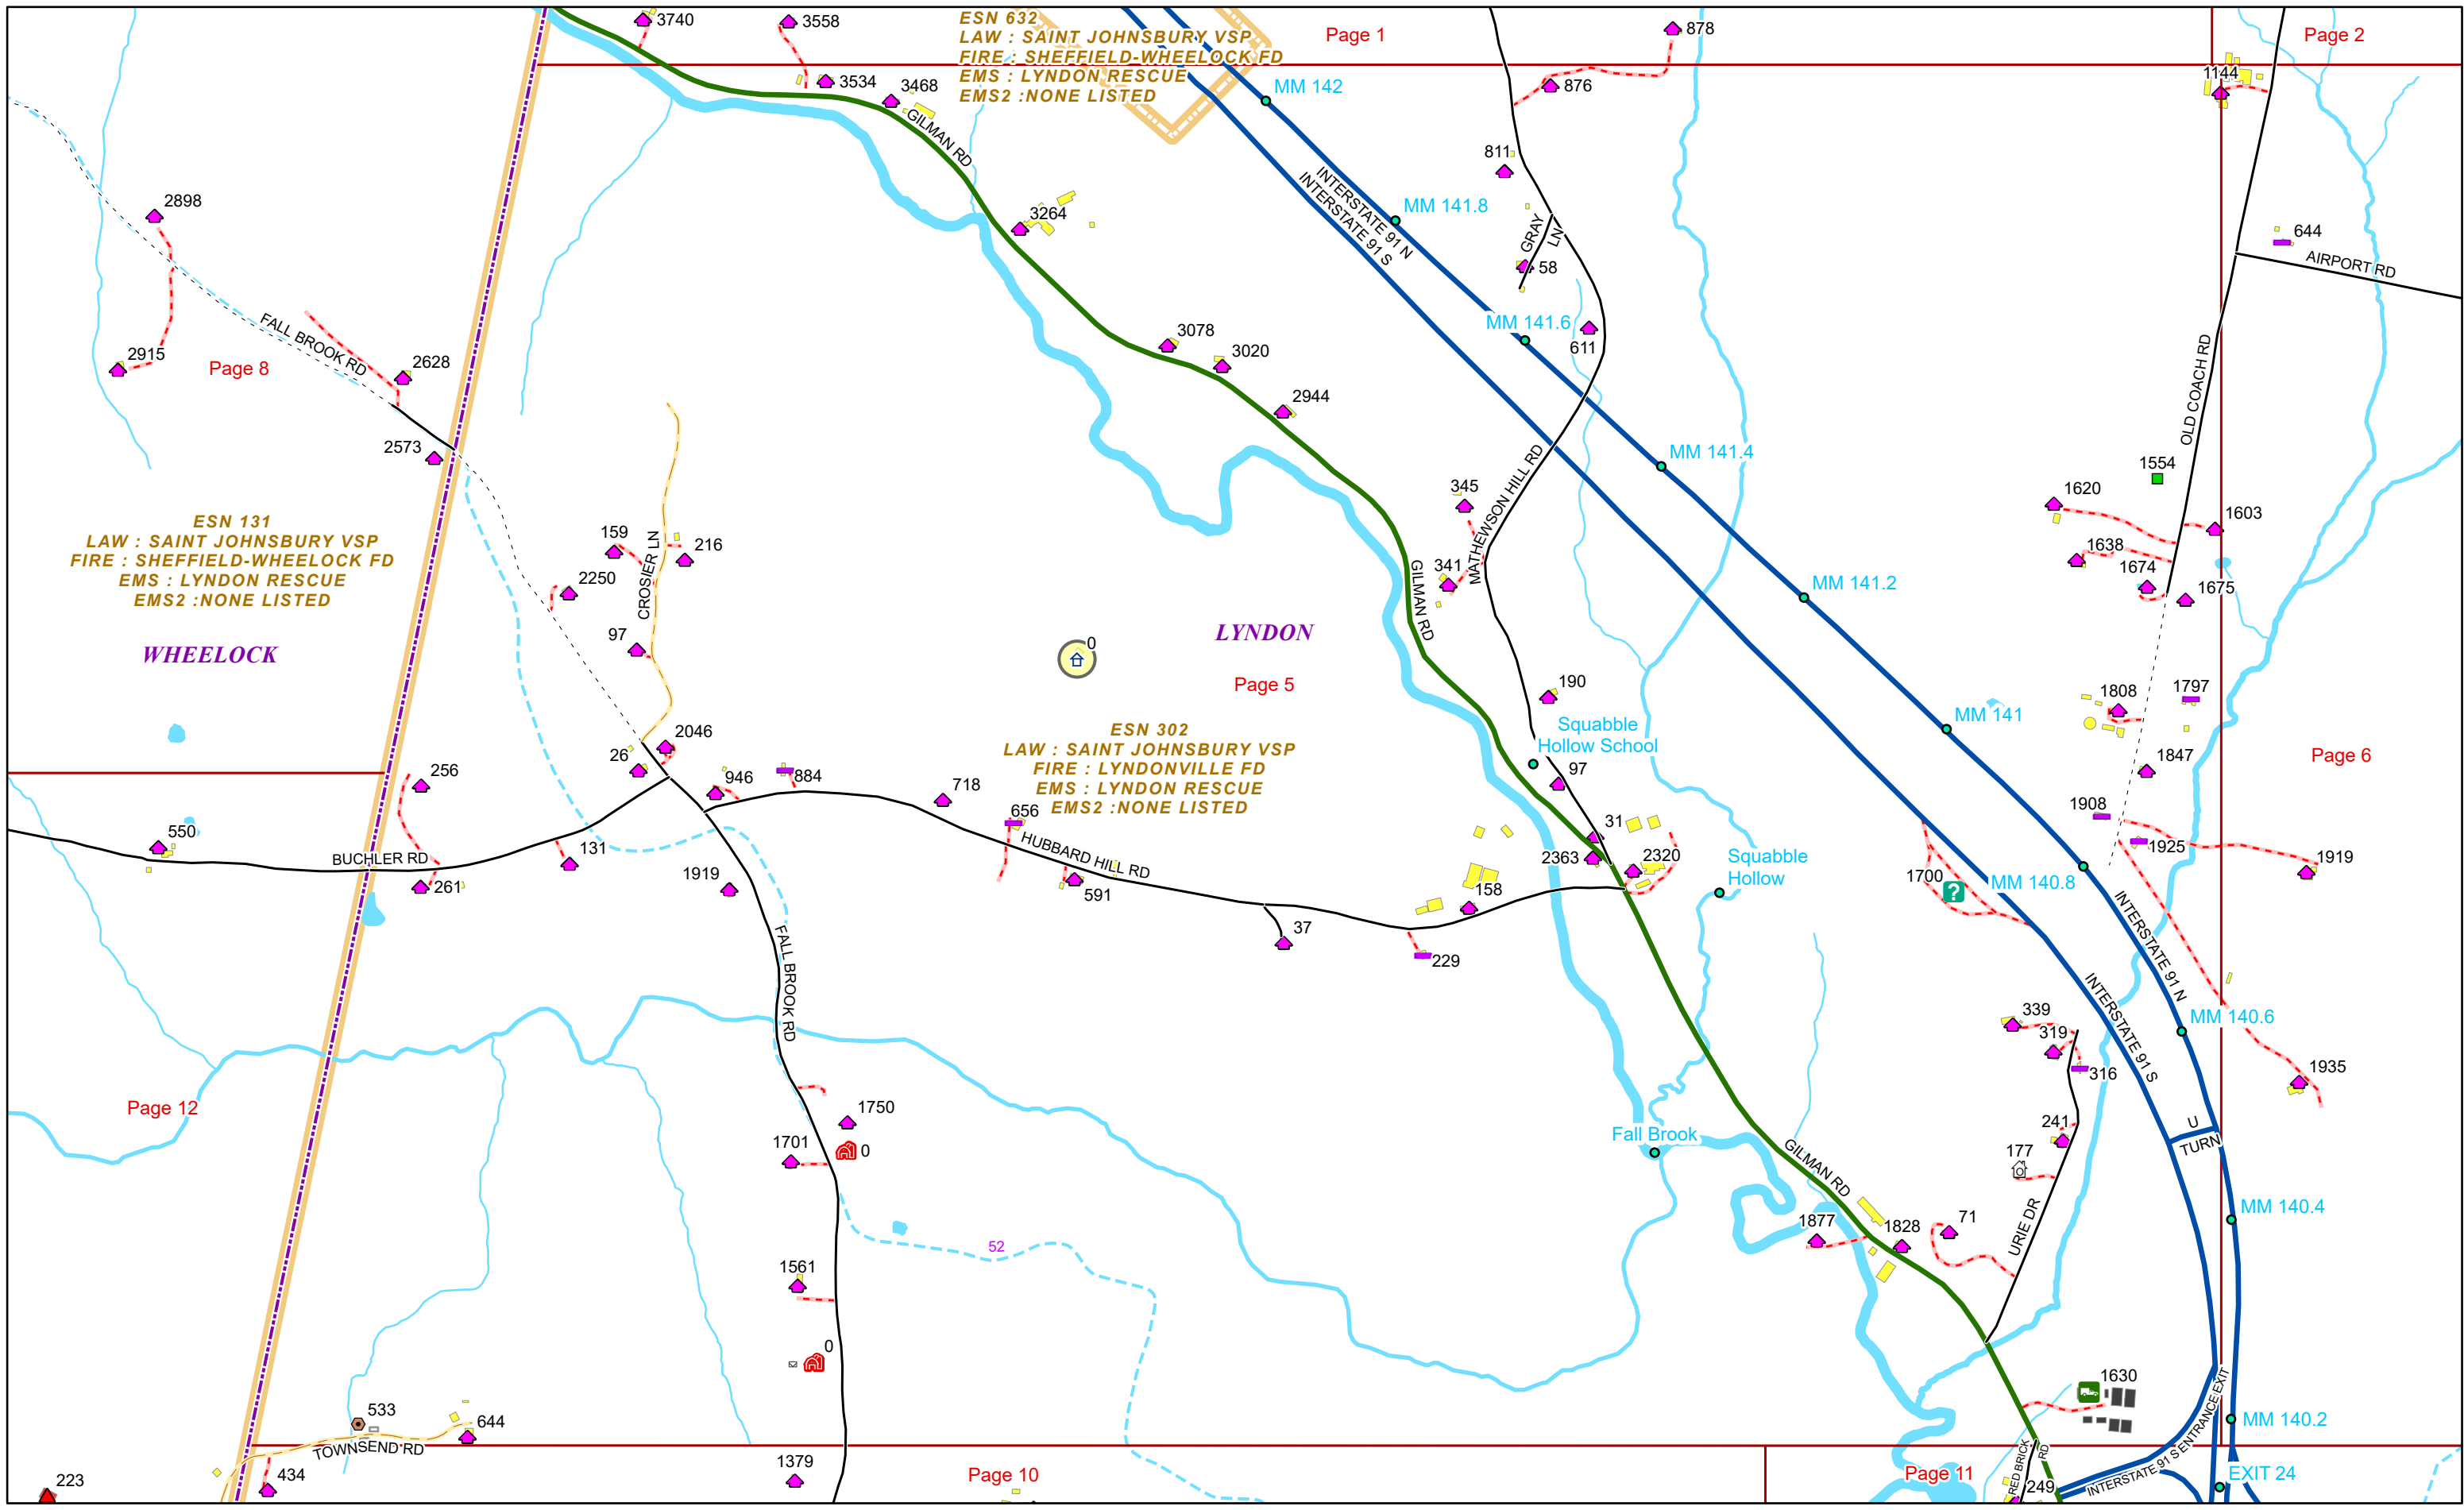 3740
3558
ESN 632
LAW : SAINT JOHNSBURY VSP
FIRE : SHEFFIELD-WHEELOCK FD
EMS : LYNDON RESCUE
EMS2 :NONE LISTED
Page 1
878
Page 2
3534
3468
MM 142
876
1144
GILMAN RD
811
2898
3264
MM 141.8
INTERSTATE 91 N
INTERSTATE 91 S
GRAY
LN
58
644
AIRPORT RD
FALL BROOK RD
2915
Page 8
2628
3078
3020
MM 141.6
611
2944
OLD COACH RD
2573
MM 141.4
MATHEWSON HILL RD
345
1554
1620
1603
ESN 131
LAW : SAINT JOHNSBURY VSP
FIRE : SHEFFIELD-WHEELOCK FD
EMS : LYNDON RESCUE
EMS2 :NONE LISTED
159
CROSIER LN
216
2250
341
GILMAN RD
MM 141.2
1638
1674
1675
WHEELOCK
97
0
LYNDON
Page 5
190
1808
1797
MM 141
Squabble
Hollow School
ESN 302
LAW : SAINT JOHNSBURY VSP
FIRE : LYNDONVILLE FD
EMS : LYNDON RESCUE
EMS2 :NONE LISTED
2046
26
256
946
884
718
97
1847
Page 6
550
656
31
1908
BUCHLER RD
131
HUBBARD HILL RD
2363
2320
Squabble
Hollow
1925
1919
261
1919
591
158
1700
MM 140.8
37
229
FALL BROOK RD
INTERSTATE 91 N
INTERSTATE 91 S
339
319
MM 140.6
316
1935
Page 12
1750
1701
0
Fall Brook
241
U
TURN
177
GILMAN RD
URIE DR
MM 140.4
1877
1828
71
52
1561
0
533
644
TOWNSEND RD
1630
MM 140.2
INTERSTATE 91 S ENTRANCE EXIT
223
434
1379
Page 10
Page 11
RED BRICK
RD
249
EXIT 24